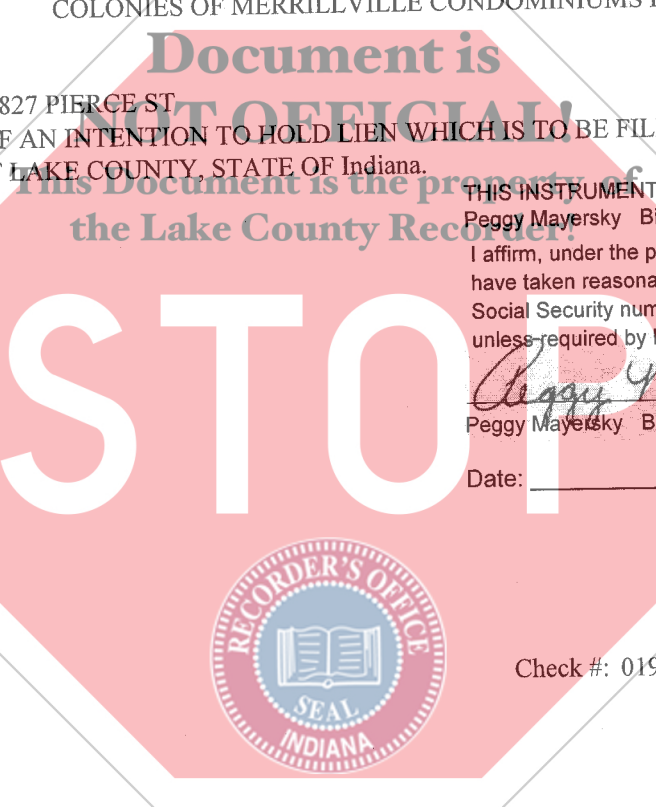 COLONIES OF MERRILLVILLE CONDOMINIUMS
Document is
827 PIERCE ST
NOT OFFICIAL!
AN INTENTION TO HOLD LIEN WHICH IS TO BE FIL
LAKE COUNTY, STATE OF Indiana.
This Document is the property of
THIS INSTRUMENT
the Lake County Recorder!
Peggy Mayersky B
I affirm, under the p
have taken reasona
Social Security num
unless required by
STOP
Peggy
Peggy Mayersky B
Date:
RECORDER'S OFFICE
SEAL
INDIANA
Check #: 019